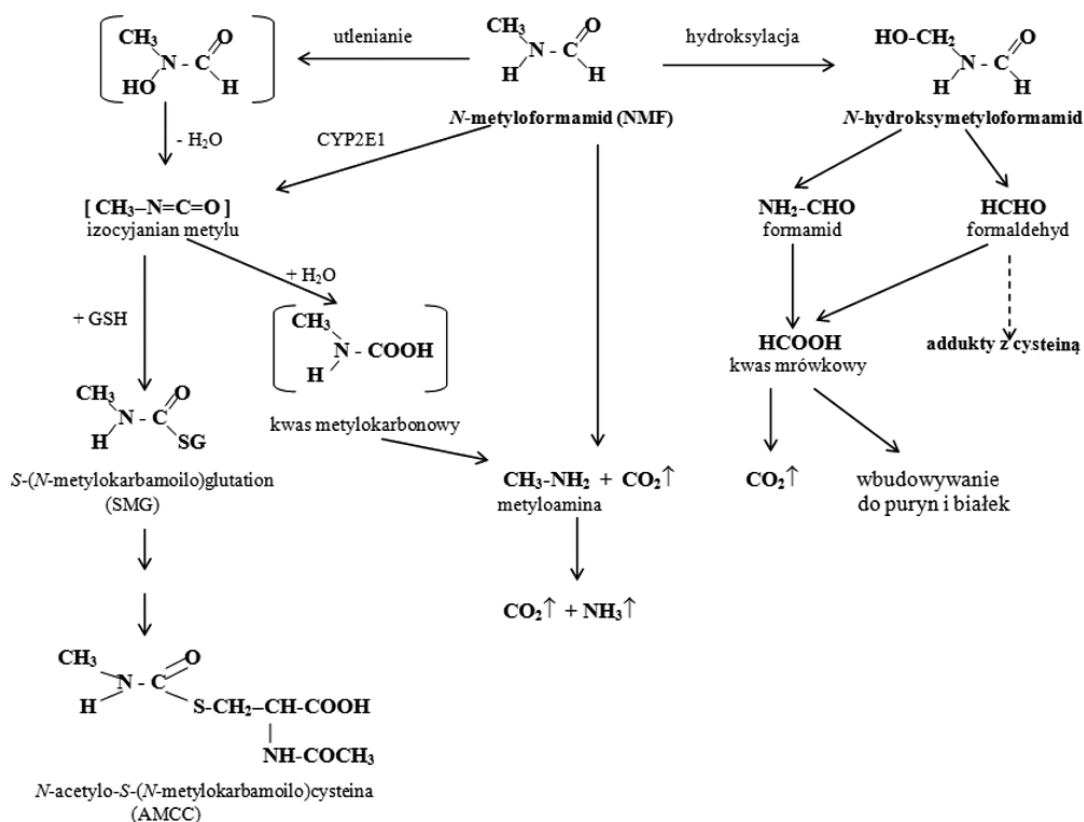 CH₃
O
N - C
HO
H
utlenianie
CH₃
O
N - C
H
H
N-metyloformamid (NMF)
hydroksylacja
HO-CH₂
O
N - C
H
H
N-hydroksymetyloformamid
- H₂O
CYP2E1
[ CH₃–N=C=O ]
izocyjanian metylu
NH₂-CHO
formamid
HCHO
formaldehyd
+ H₂O
+ GSH
CH₃
N - COOH
H
kwas metylokarbonowy
HCOOH
kwas mrówkowy
addukty z cysteiną
CH₃
O
N - C
H
SG
S-(N-metylokarbamoilo)glutation
(SMG)
CH₃-NH₂ + CO₂↑
metyloamina
CO₂↑
wbudowywanie
do puryn i białek
CO₂↑ + NH₃↑
CH₃
O
N - C
H
S-CH₂–CH-COOH
NH-COCH₃
N-acetylo-S-(N-metylokarbamoilo)cysteina
(AMCC)